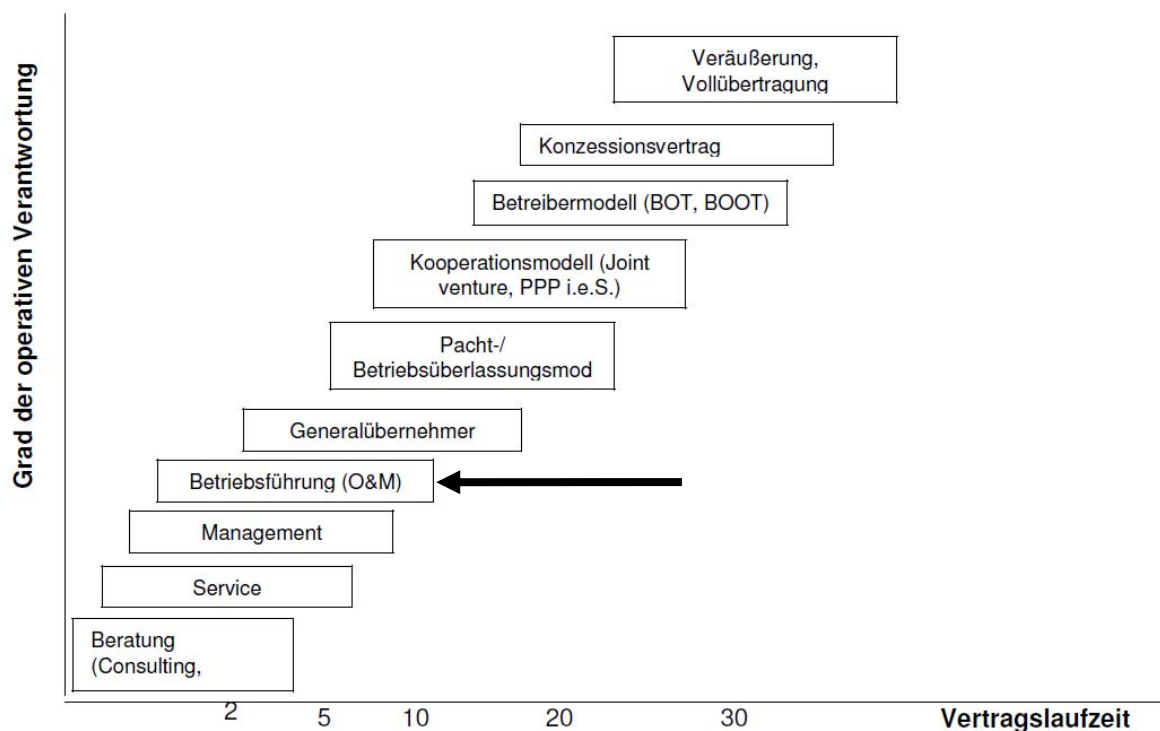 Grad der operativen Verantwortung
Veräußerung,
Vollübertragung
Konzessionsvertrag
Betreibermodell (BOT, BOOT)
Kooperationsmodell (Joint
venture, PPP i.e.S.)
Pacht-/
Betriebsüberlassungsmod
Generalübernehmer
Betriebsführung (O&M)
Management
Service
Beratung
(Consulting,
2 5 10 20 30 Vertragslaufzeit